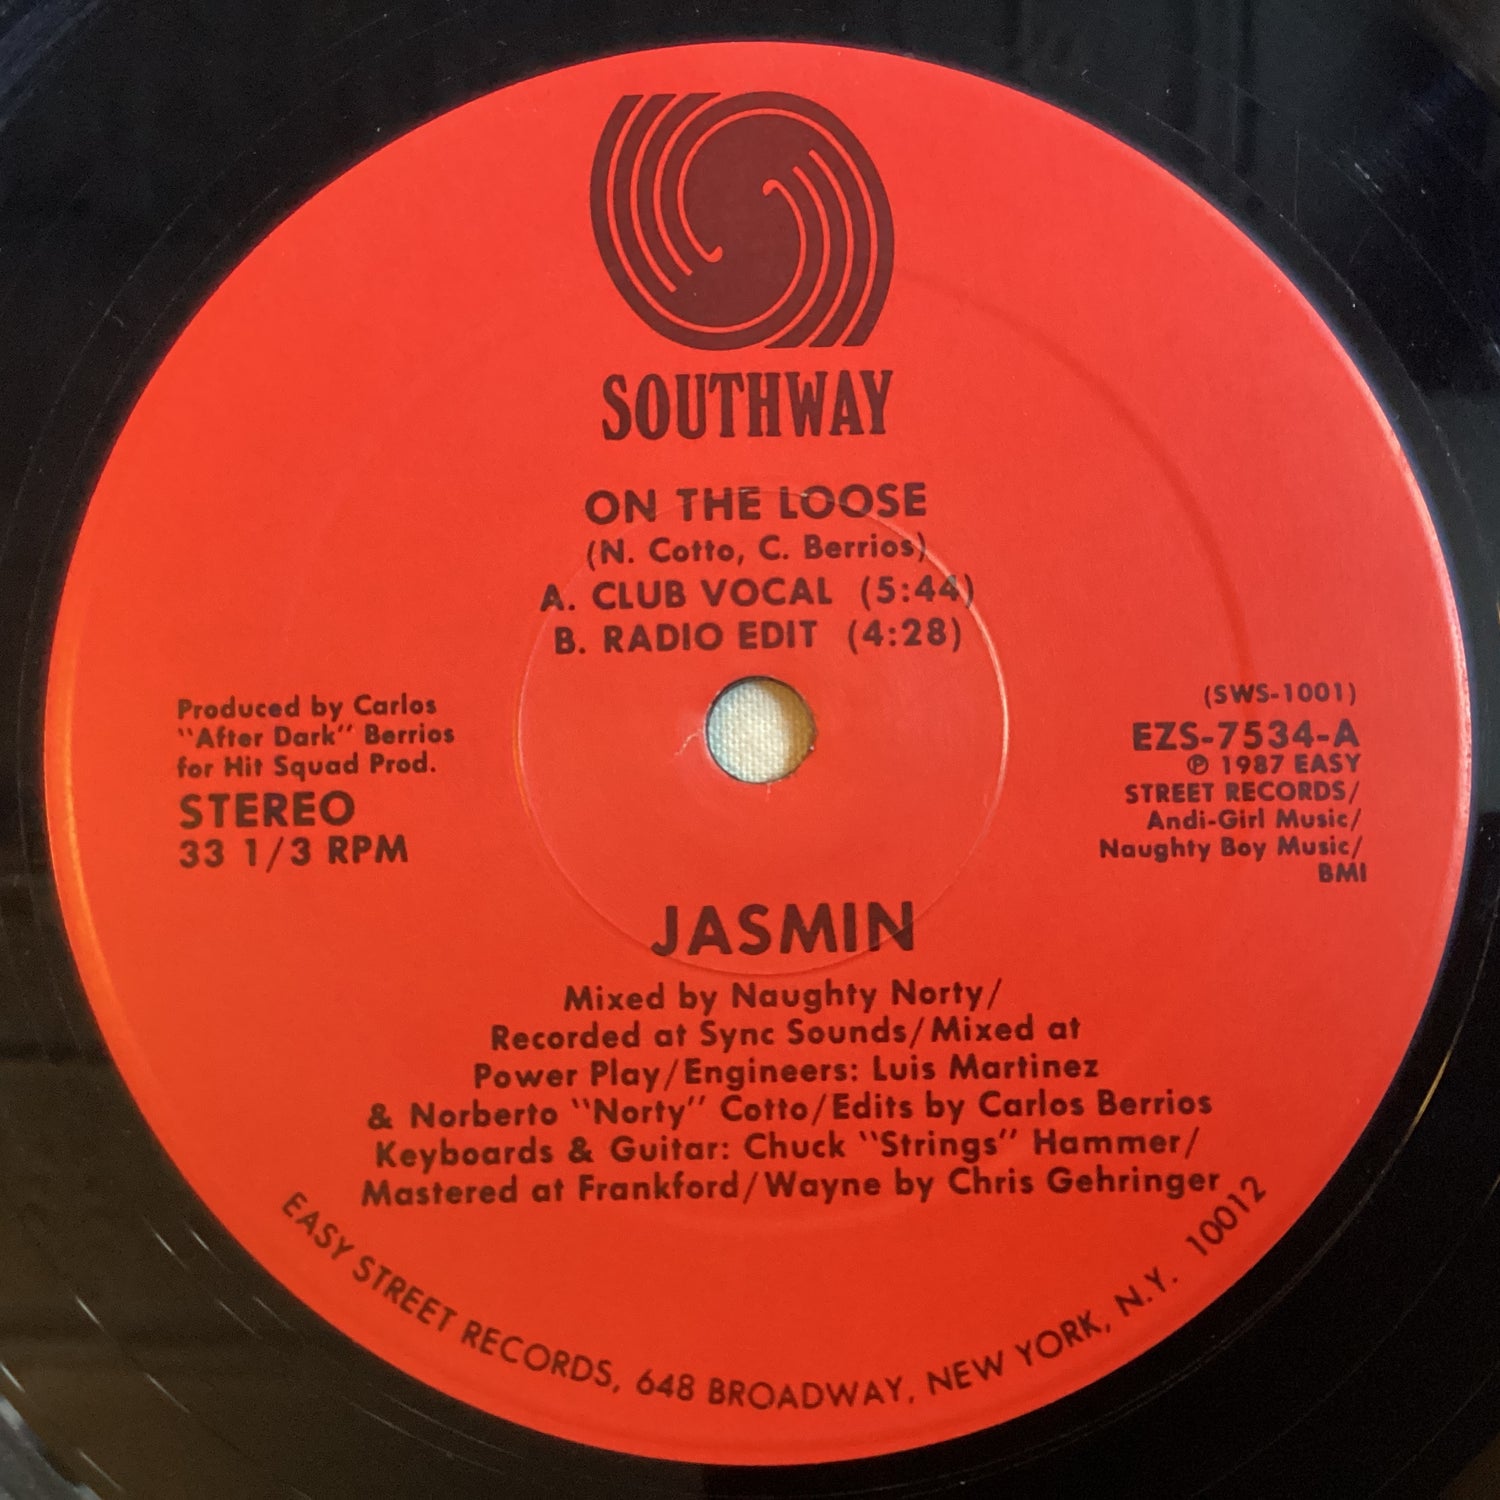 SOUTHWAY
ON THE LOOSE
(N. Cotto, C. Berrios)
A. CLUB VOCAL (5:44)
B. RADIO EDIT (4:28)
Produced by Carlos
"After Dark" Berrios
for Hit Squad Prod.
STEREO
33 1/3 RPM
(SWS-1001)
EZS-7534-A
℗ 1987 EASY
STREET RECORDS/
Andi-Girl Music/
Naughty Boy Music/
BMI
JASMIN
Mixed by Naughty Norty/
Recorded at Sync Sounds/Mixed at
Power Play/Engineers: Luis Martinez
& Norberto "Norty" Cotto/Edits by Carlos Berrios
Keyboards & Guitar: Chuck "Strings" Hammer/
Mastered at Frankford/Wayne by Chris Gehringer
EASY STREET RECORDS, 648 BROADWAY, NEW YORK, N.Y. 10012